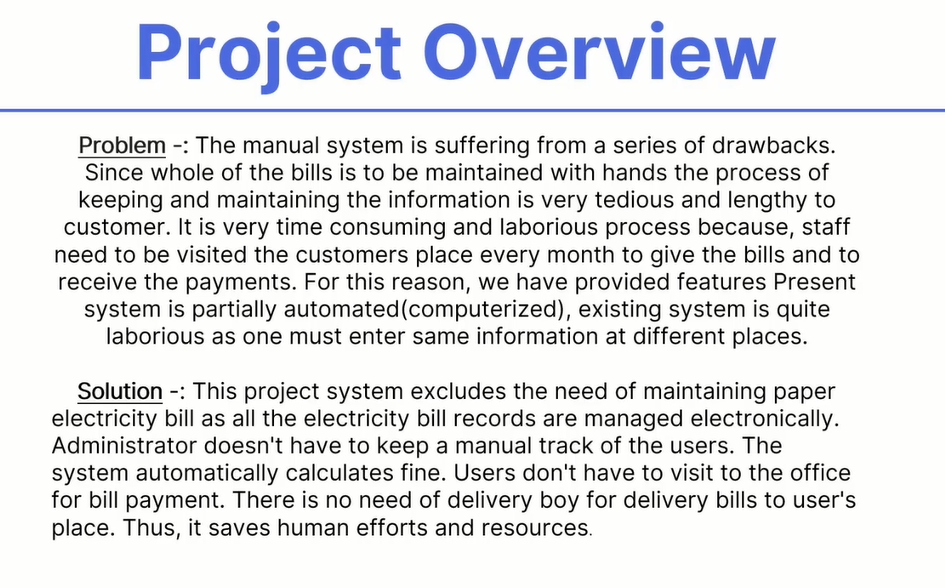 Project Overview
Problem -: The manual system is suffering from a series of drawbacks.
Since whole of the bills is to be maintained with hands the process of
keeping and maintaining the information is very tedious and lengthy to
customer. It is very time consuming and laborious process because, staff
need to be visited the customers place every month to give the bills and to
receive the payments. For this reason, we have provided features Present
system is partially automated(computerized), existing system is quite
laborious as one must enter same information at different places.
Solution -: This project system excludes the need of maintaining paper
electricity bill as all the electricity bill records are managed electronically.
Administrator doesn't have to keep a manual track of the users. The
system automatically calculates fine. Users don't have to visit to the office
for bill payment. There is no need of delivery boy for delivery bills to user's
place. Thus, it saves human efforts and resources.